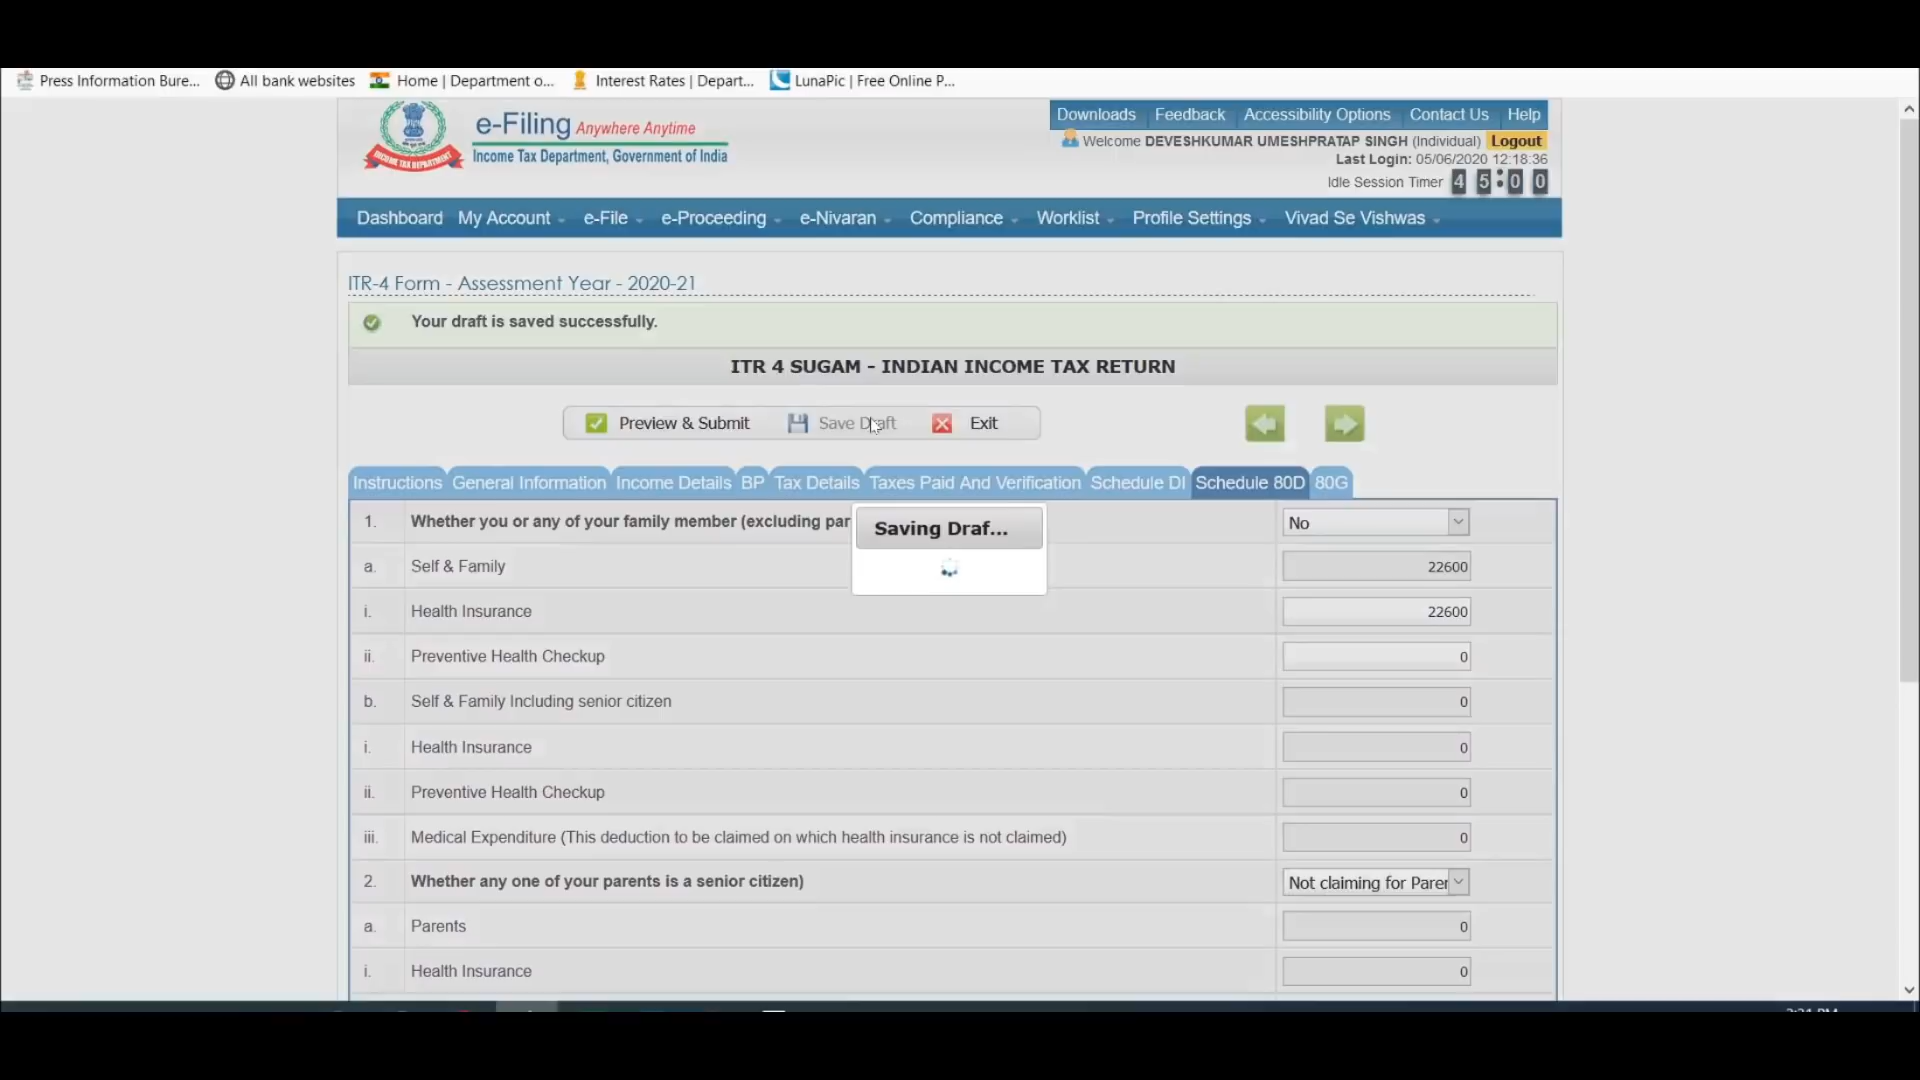 Press Information Bure... All bank websites Home | Department o... Interest Rates | Depart... LunaPic | Free Online P...
e-Filing Anywhere Anytime
Income Tax Department, Government of India
INCOME TAX DEPARTMENT
Downloads Feedback Accessibility Options Contact Us Help
Welcome DEVESHKUMAR UMESHPRATAP SINGH (Individual) Logout
Last Login: 05/06/2020 12:18:36
Idle Session Timer 45:00
Dashboard My Account e-File e-Proceeding e-Nivaran Compliance Worklist Profile Settings Vivad Se Vishwas
ITR-4 Form - Assessment Year - 2020-21
Your draft is saved successfully.
ITR 4 SUGAM - INDIAN INCOME TAX RETURN
Preview & Submit Save Draft Exit
Instructions General Information Income Details BP Tax Details Taxes Paid And Verification Schedule DI Schedule 80D 80G
1. Whether you or any of your family member (excluding par No
Saving Draf...
a. Self & Family 22600
i. Health Insurance 22600
ii. Preventive Health Checkup 0
b. Self & Family Including senior citizen 0
i. Health Insurance 0
ii. Preventive Health Checkup 0
iii. Medical Expenditure (This deduction to be claimed on which health insurance is not claimed) 0
2. Whether any one of your parents is a senior citizen) Not claiming for Paren
a. Parents 0
i. Health Insurance 0